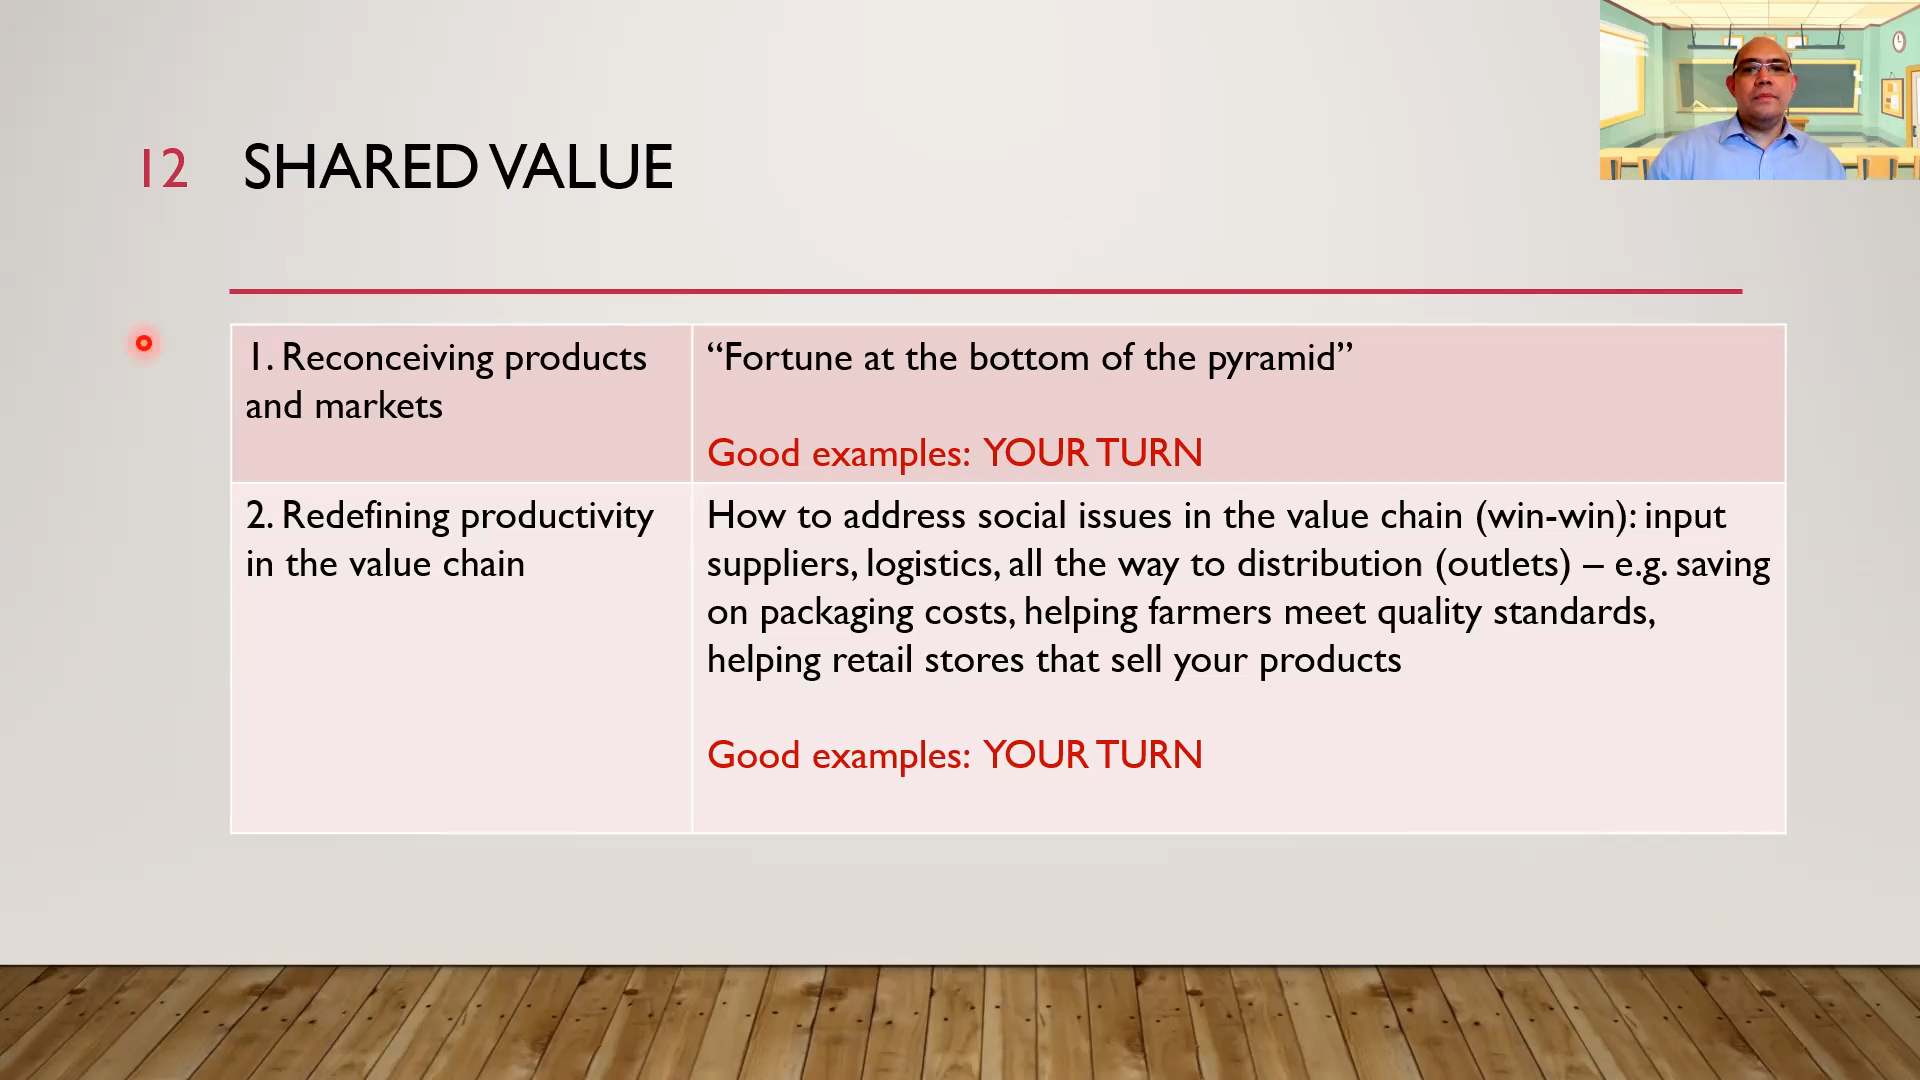 12 SHARED VALUE
1. Reconceiving products
and markets
“Fortune at the bottom of the pyramid”
Good examples: YOUR TURN
2. Redefining productivity
in the value chain
How to address social issues in the value chain (win-win): input
suppliers, logistics, all the way to distribution (outlets) – e.g. saving
on packaging costs, helping farmers meet quality standards,
helping retail stores that sell your products
Good examples: YOUR TURN